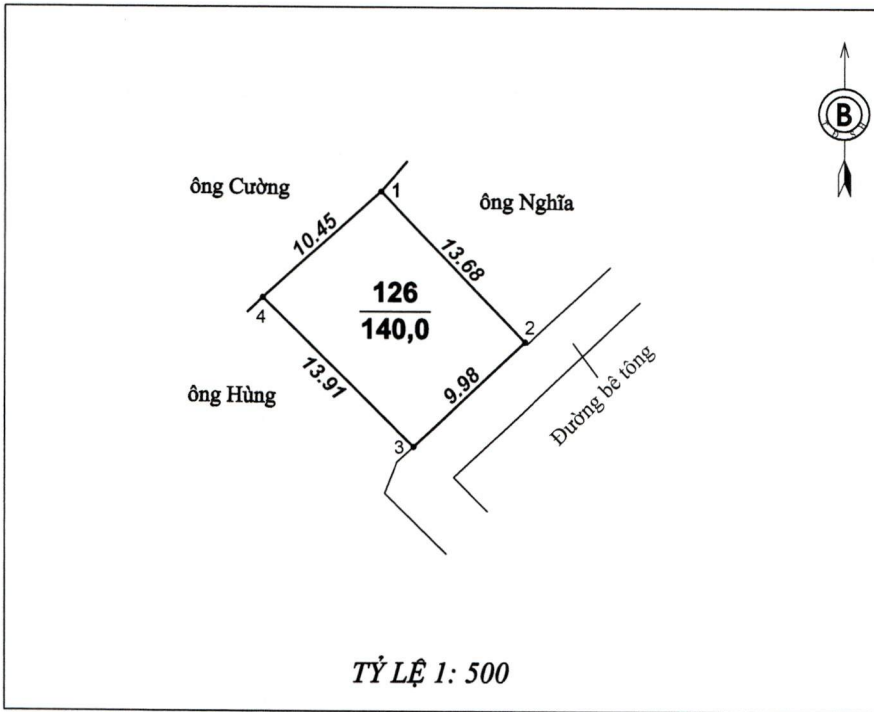 B
ông Cường
1
ông Nghĩa
10.45
13.68
126
140,0
4
2
ông Hùng
13.91
9.98
Đường bê tông
3
TỶ LỆ 1: 500